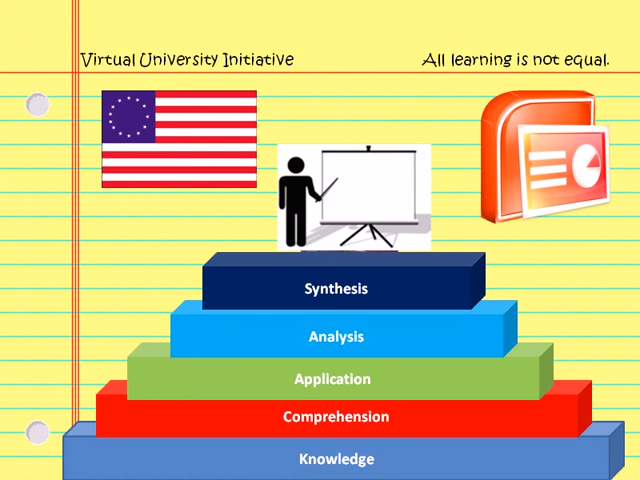 Virtual University Initiative
All learning is not equal.
Synthesis
Analysis
Application
Comprehension
Knowledge